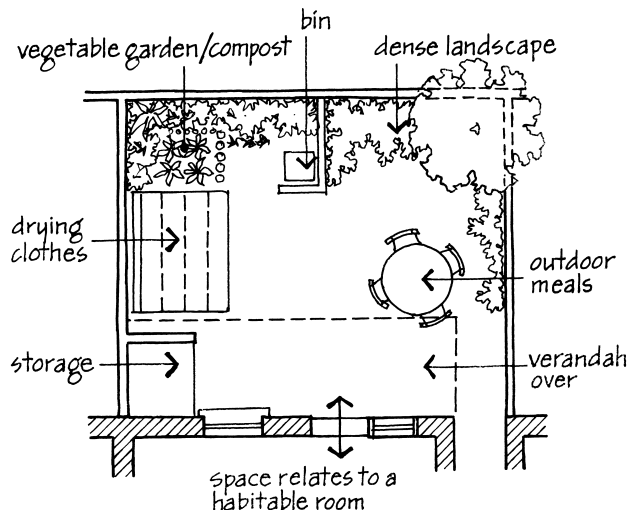 bin
vegetable garden/compost
dense landscape
drying
clothes
outdoor
meals
storage
verandah
over
space relates to a
habitable room